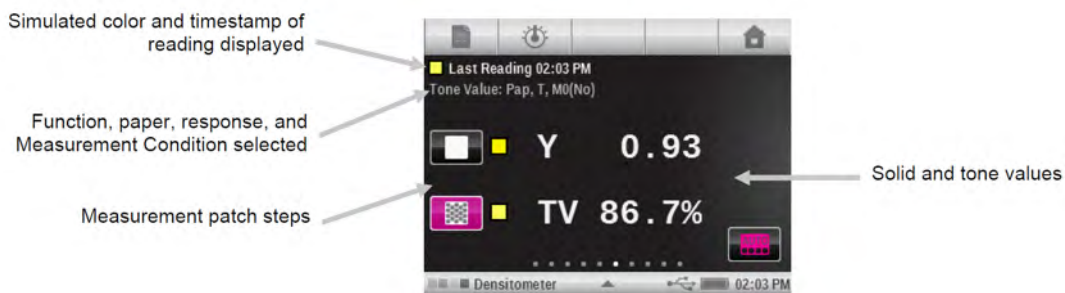 Simulated color and timestamp of
reading displayed
Last Reading 02:03 PM
Tone Value: Pap, T, M0(No)
Function, paper, response, and
Measurement Condition selected
Y 0.93
Solid and tone values
Measurement patch steps
TV 86.7%
Densitometer
02:03 PM